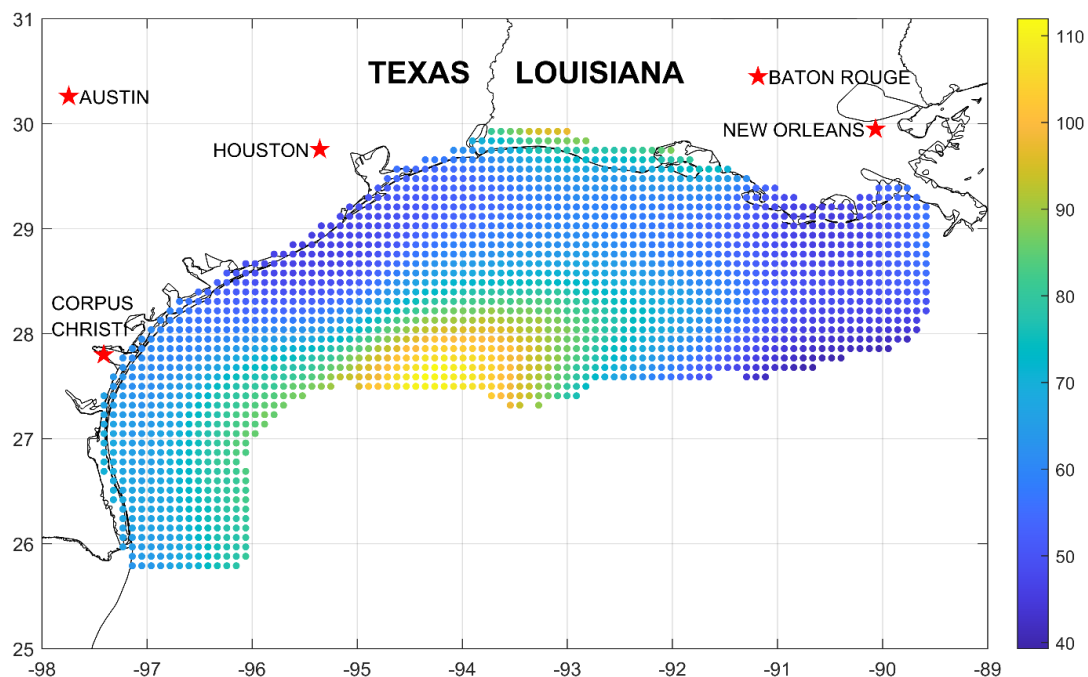 31
30
29
28
27
26
25
TEXAS LOUISIANA
AUSTIN
BATON ROUGE
HOUSTON
NEW ORLEANS
CORPUS
CHRISTI
-98 -97 -96 -95 -94 -93 -92 -91 -90 -89
110
100
90
80
70
60
50
40